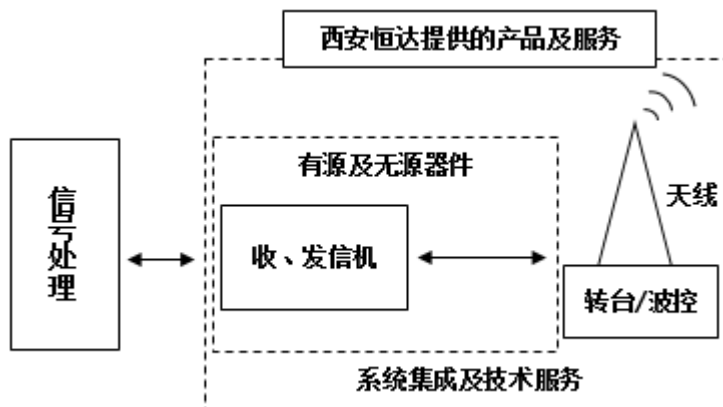 西安恒达提供的产品及服务
有源及无源器件
信号处理
收、发信机
天线
转台/波控
系统集成及技术服务